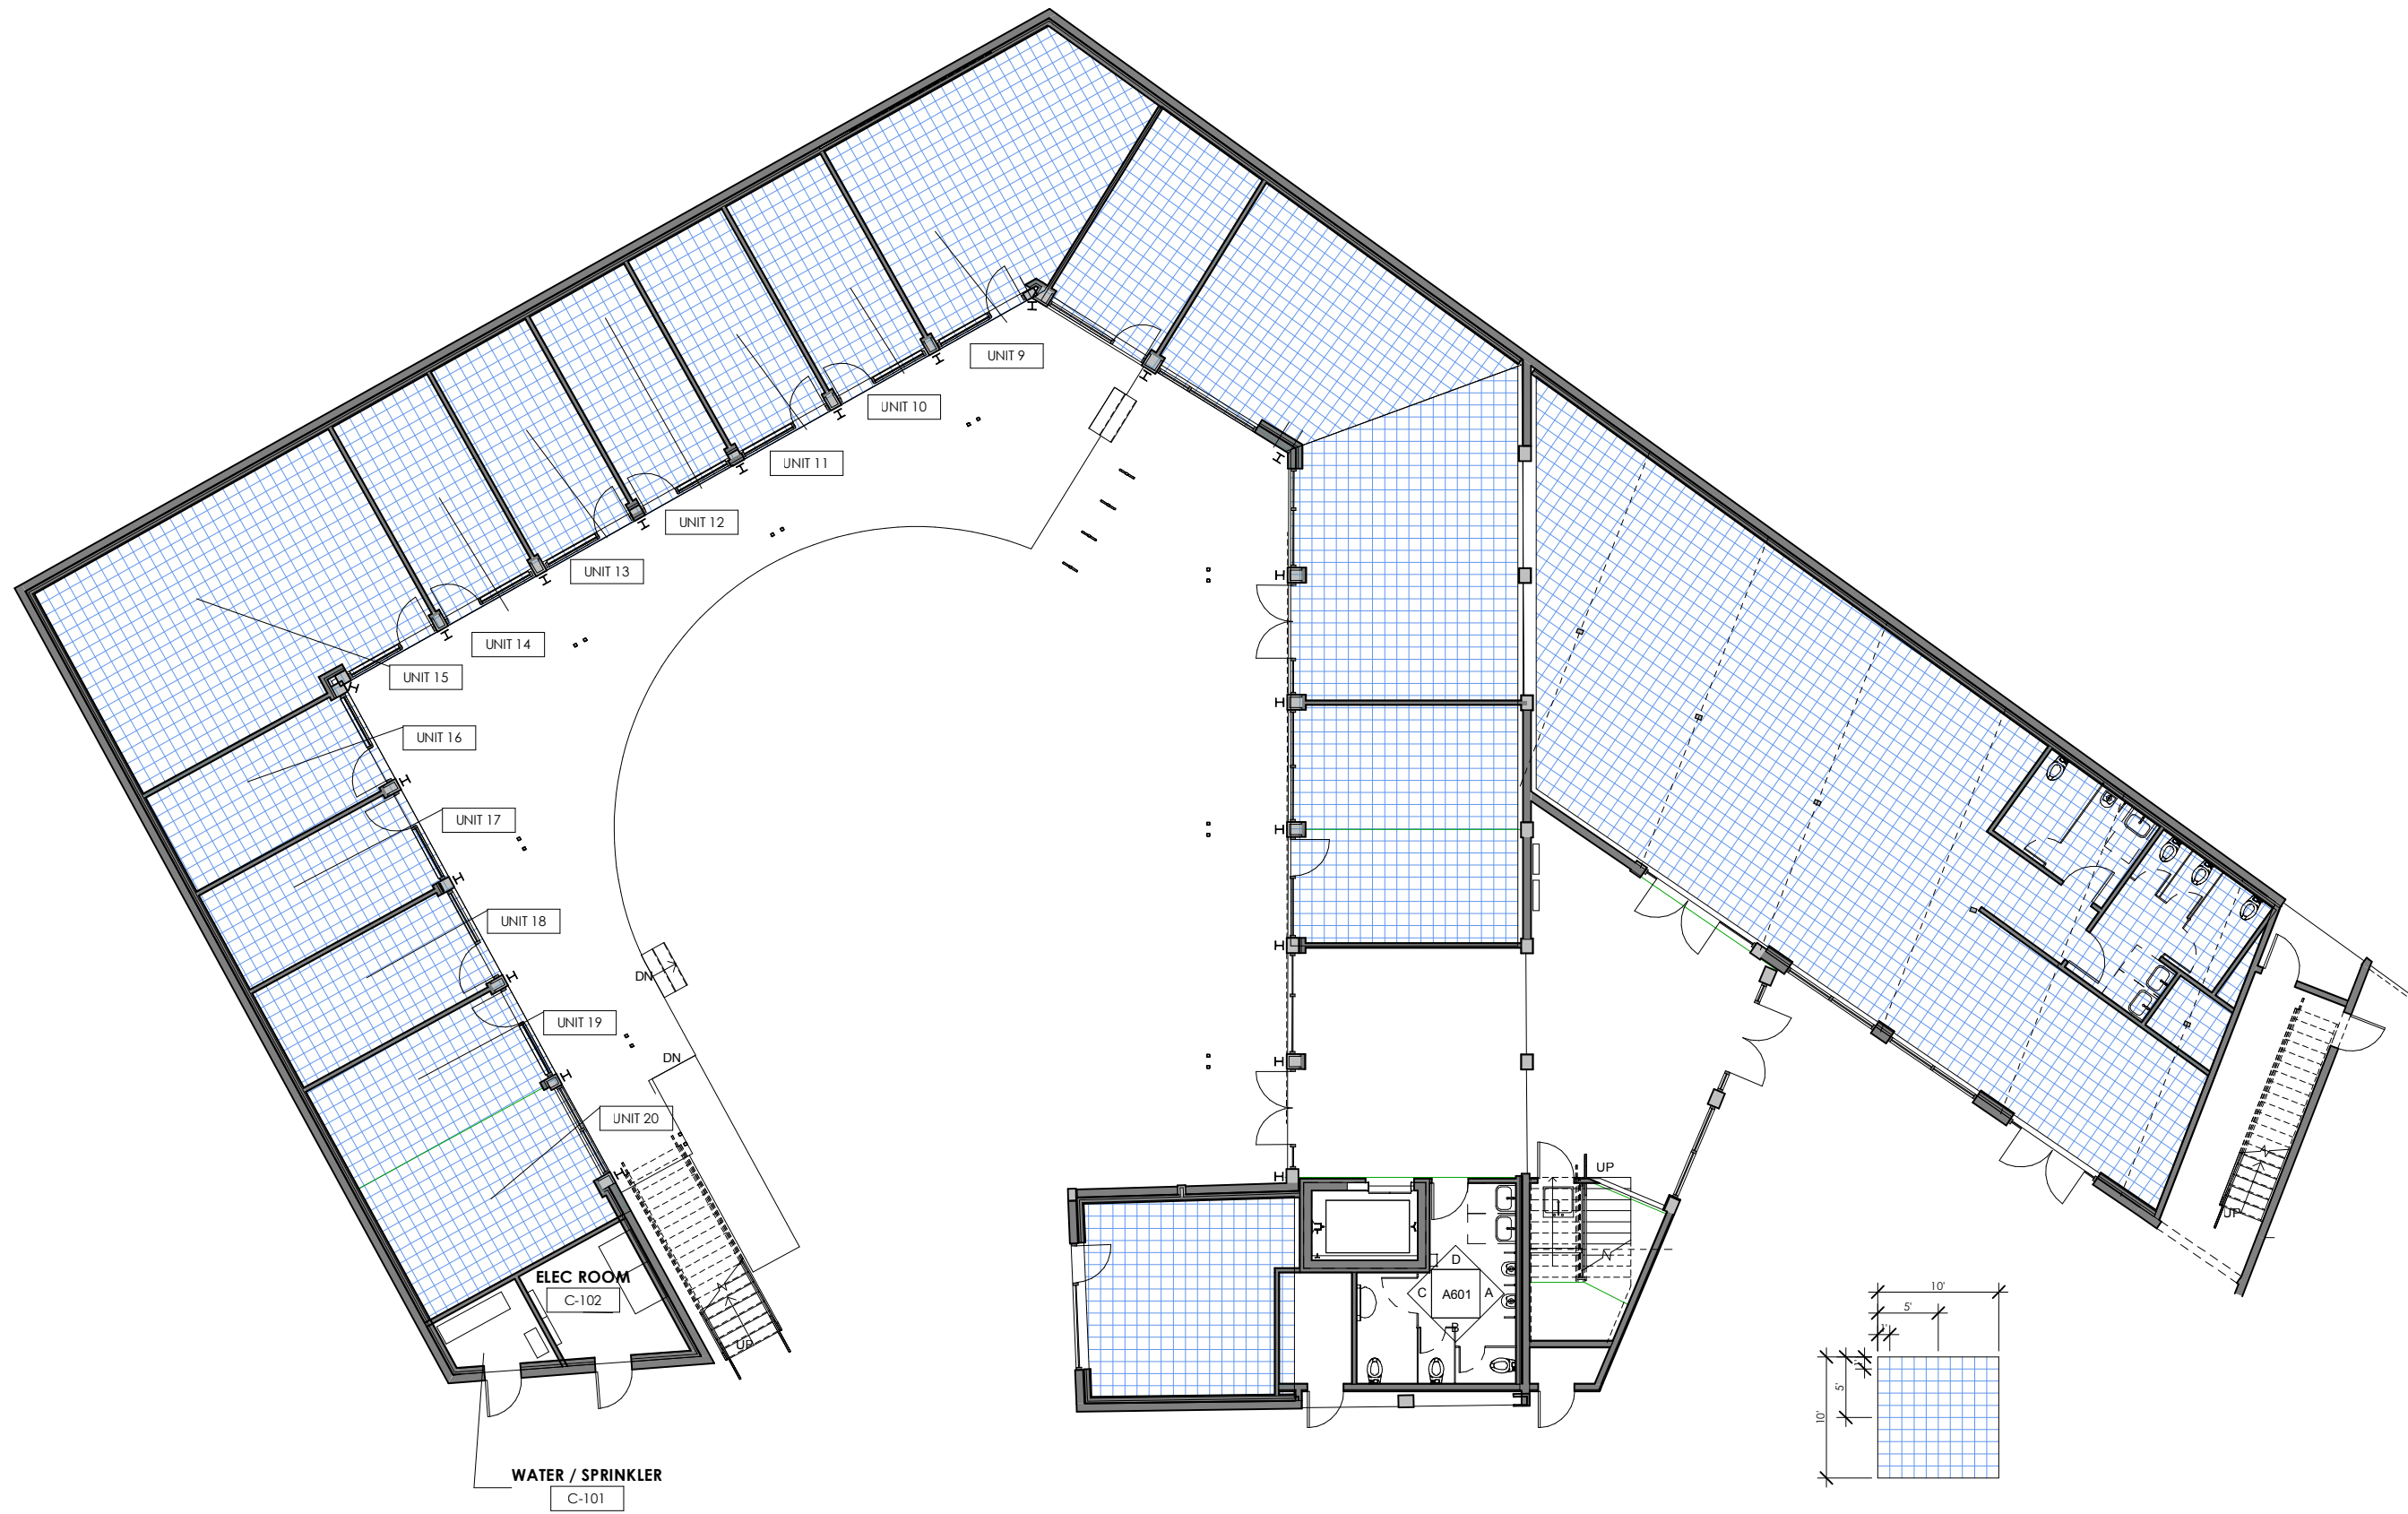 UNIT 9
UNIT 10
UNIT 11
UNIT 12
UNIT 13
UNIT 14
UNIT 15
UNIT 16
UNIT 17
UNIT 18
DN
UNIT 19
DN
UNIT 20
UP
UP
D
ELEC ROOM
C-102
C
A601
A
B
UP
10'
5'
1'
1'
5'
10'
WATER / SPRINKLER
C-101